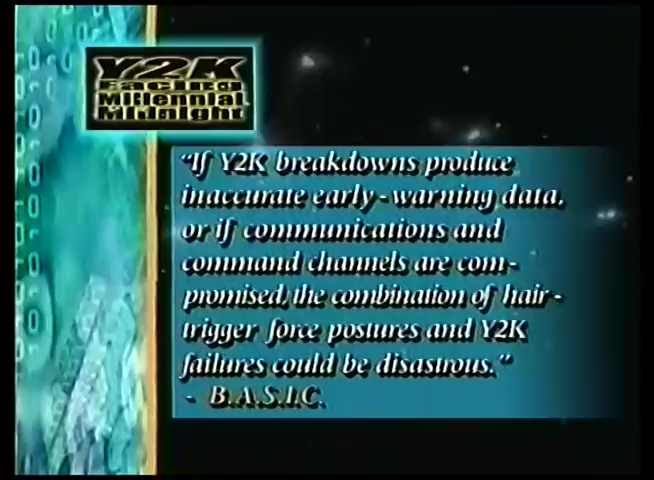 Y2K
Facing
Millennial
Midnight
"If Y2K breakdowns produce
inaccurate early-warning data,
or if communications and
command channels are com-
promised, the combination of hair-
trigger force postures and Y2K
failures could be disastrous."
- B.A.S.I.C.